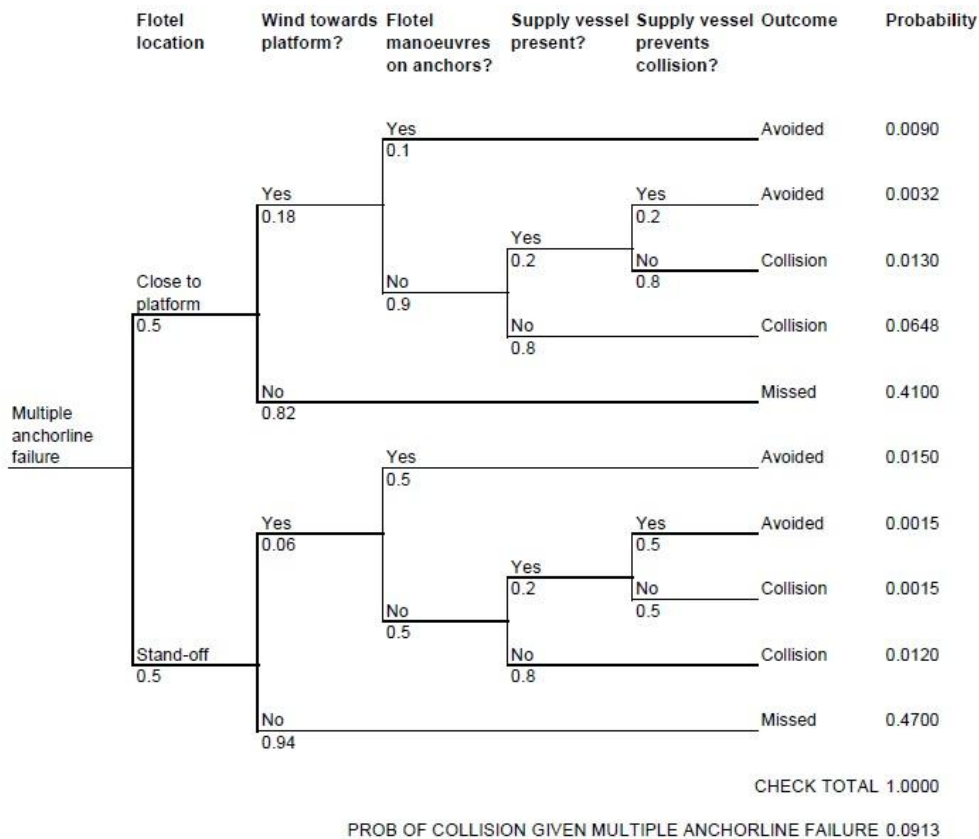 Flotel location
Wind towards platform?
Flotel manoeuvres on anchors?
Supply vessel present?
Supply vessel prevents collision?
Outcome
Probability
Yes
0.1
Avoided 0.0090
Yes
0.18
Yes
0.2
Avoided 0.0032
Yes
0.2
No
0.8
Collision 0.0130
Close to
platform
0.5
No
0.9
No
0.8
Collision 0.0648
No
0.82
Missed 0.4100
Multiple
anchorline
failure
Yes
0.5
Avoided 0.0150
Yes
0.06
Yes
0.5
Avoided 0.0015
Yes
0.2
No
0.5
Collision 0.0015
No
0.5
Stand-off
0.5
No
0.8
Collision 0.0120
No
0.94
Missed 0.4700
CHECK TOTAL 1.0000
PROB OF COLLISION GIVEN MULTIPLE ANCHORLINE FAILURE 0.0913